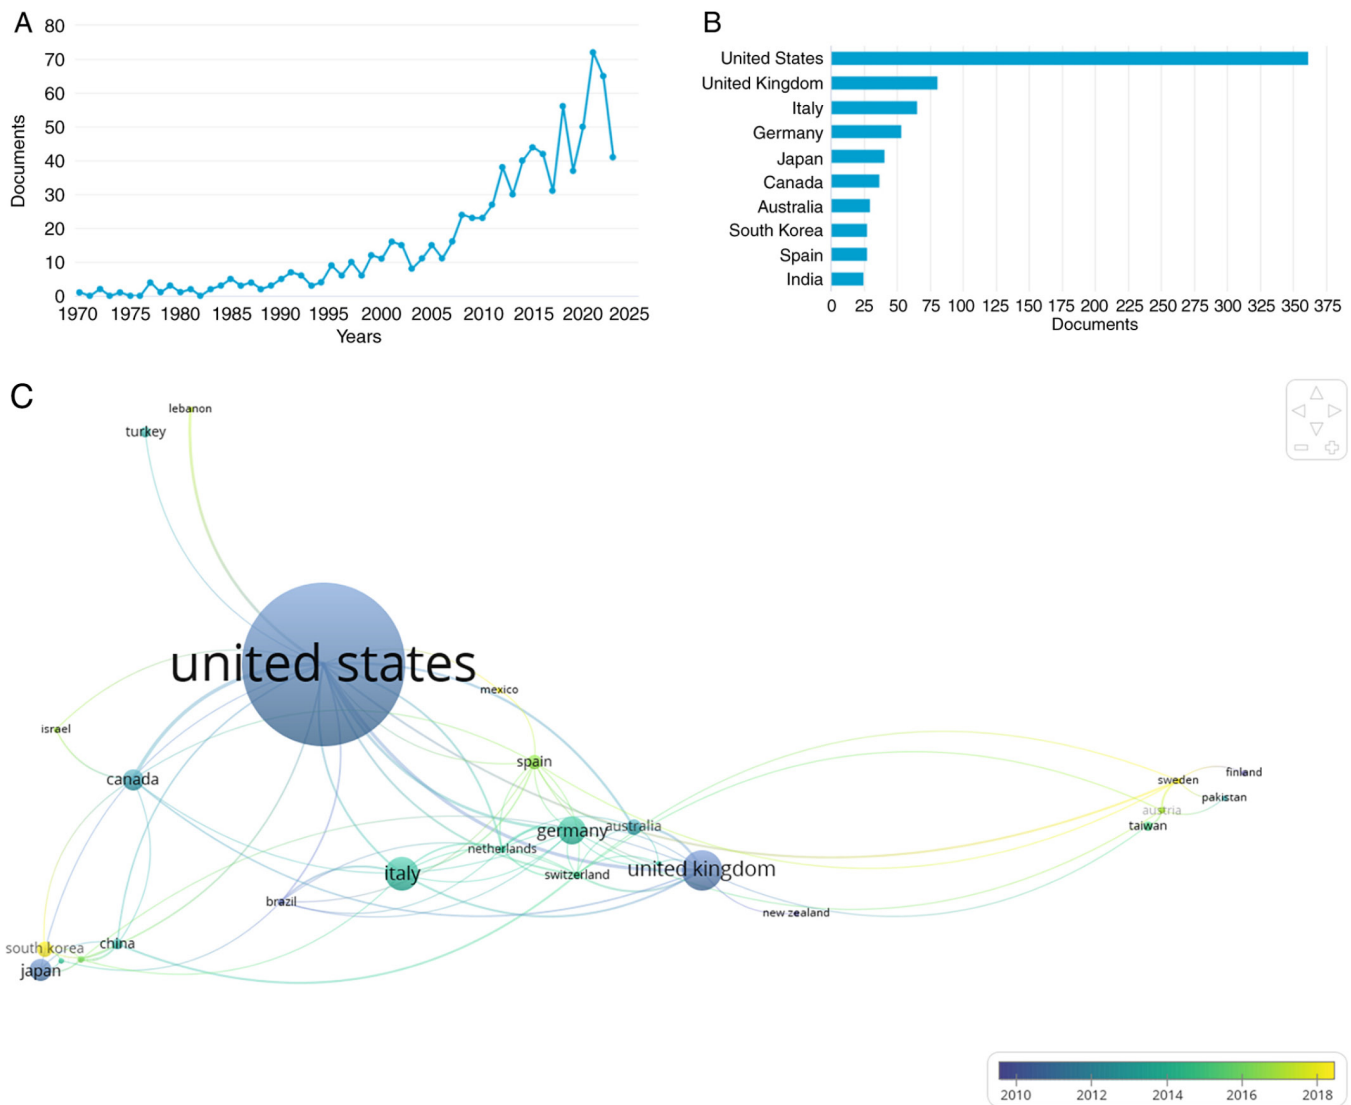 A
80
70
60
50
40
30
20
10
0
Documents
1970 1975 1980 1985 1990 1995 2000 2005 2010 2015 2020 2025
Years
B
United States
United Kingdom
Italy
Germany
Japan
Canada
Australia
South Korea
Spain
India
0 25 50 75 100 125 150 175 200 225 250 275 300 325 350 375
Documents
C
lebanon
turkey
united states
mexico
israel
spain
canada
finland
sweden
pakistan
austria
taiwan
germany
australia
netherlands
united kingdom
italy
switzerland
brazil
new zealand
china
south korea
japan
2010 2012 2014 2016 2018